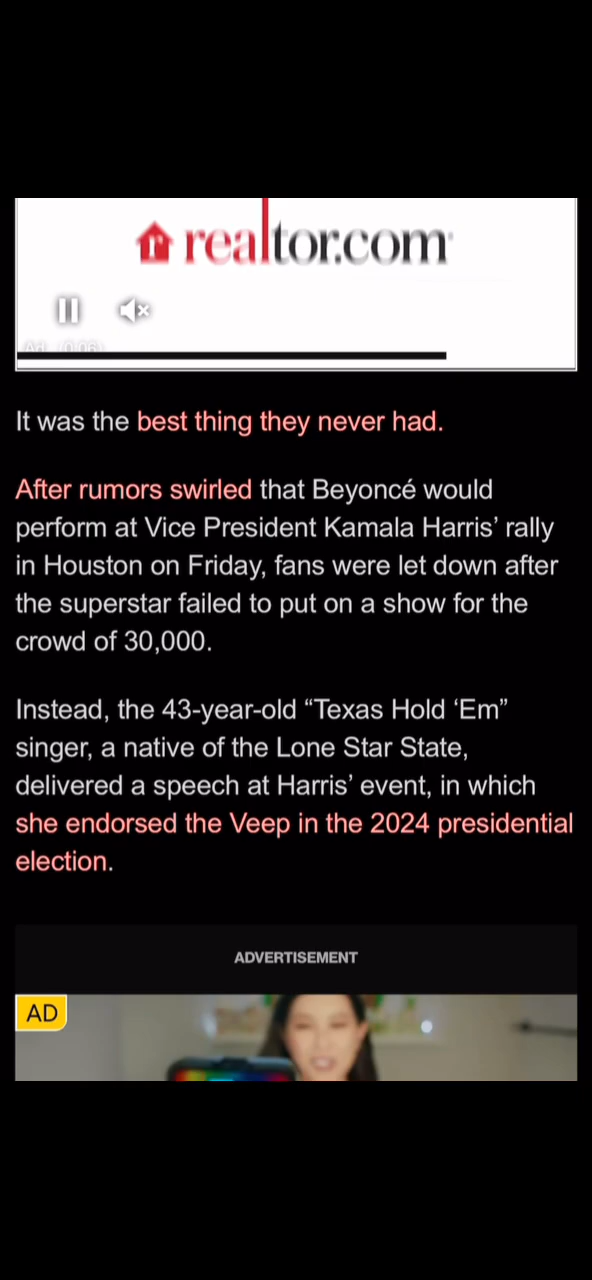 realtor.com
Ad (0:06)
It was the best thing they never had.
After rumors swirled that Beyoncé would
perform at Vice President Kamala Harris’ rally
in Houston on Friday, fans were let down after
the superstar failed to put on a show for the
crowd of 30,000.
Instead, the 43-year-old “Texas Hold ‘Em”
singer, a native of the Lone Star State,
delivered a speech at Harris’ event, in which
she endorsed the Veep in the 2024 presidential
election.
ADVERTISEMENT
AD